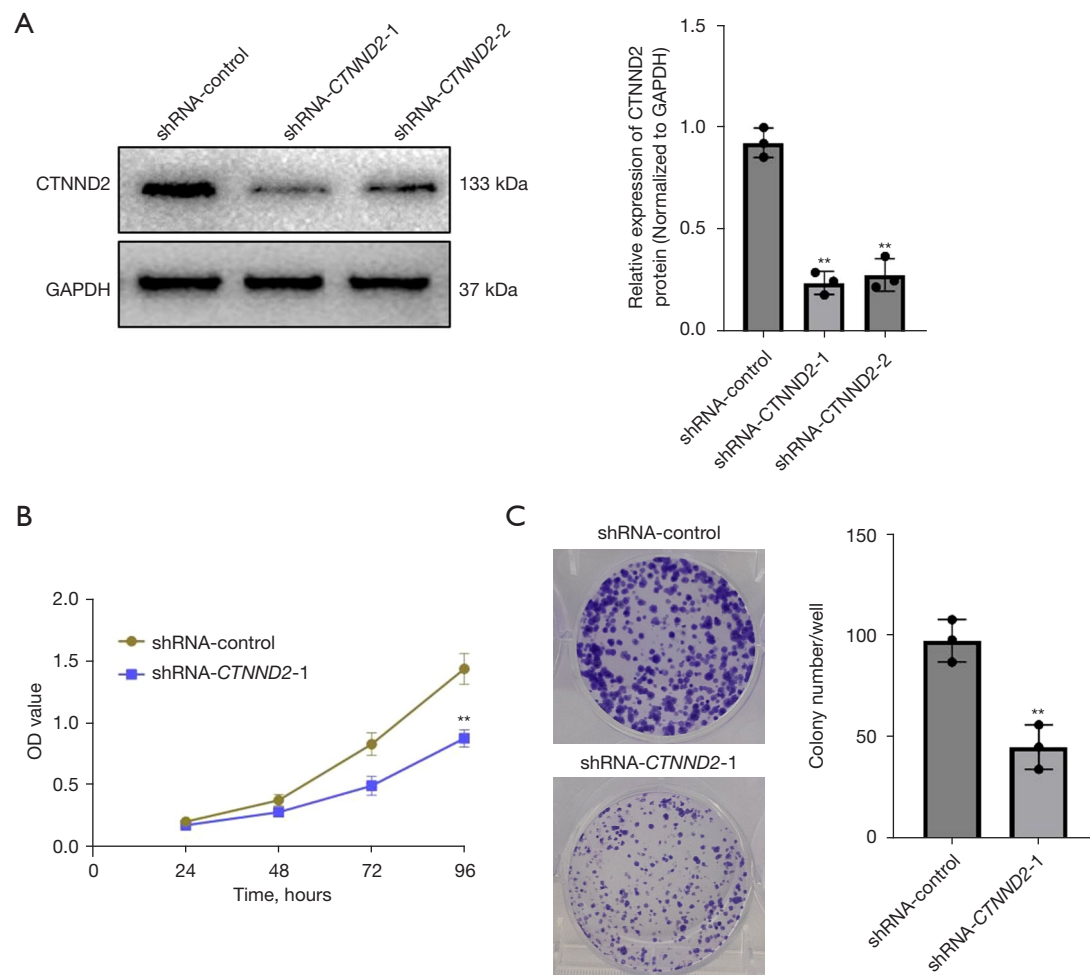 A
shRNA-control
shRNA-CTNND2-1
shRNA-CTNND2-2
CTNND2
133 kDa
GAPDH
37 kDa
Relative expression of CTNND2
protein (Normalized to GAPDH)
1.5
1.0
0.5
0.0
**
**
shRNA-control
shRNA-CTNND2-1
shRNA-CTNND2-2
B
OD value
2.0
1.5
1.0
0.5
0.0
shRNA-control
shRNA-CTNND2-1
**
0
24
48
72
96
Time, hours
C
shRNA-control
shRNA-CTNND2-1
Colony number/well
150
100
50
0
**
shRNA-control
shRNA-CTNND2-1